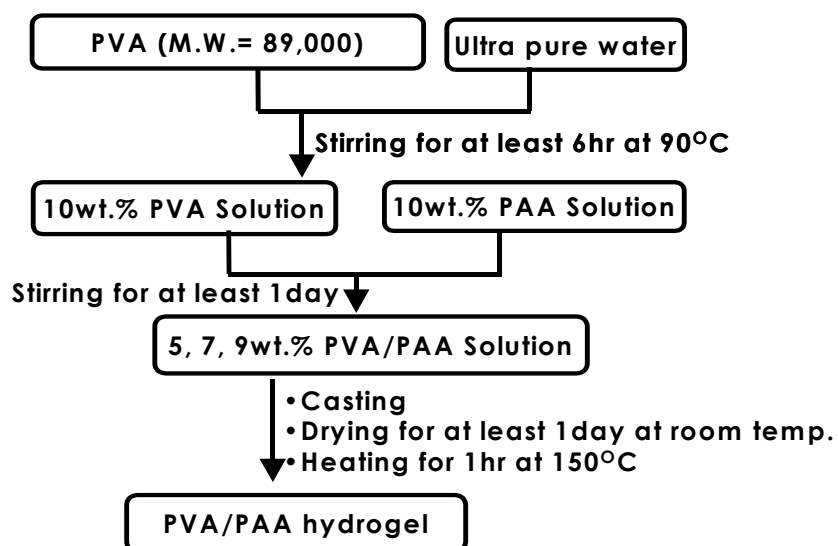 PVA (M.W.= 89,000)
Ultra pure water
Stirring for at least 6hr at 90°C
10wt.% PVA Solution
10wt.% PAA Solution
Stirring for at least 1day
5, 7, 9wt.% PVA/PAA Solution
•Casting
•Drying for at least 1day at room temp.
•Heating for 1hr at 150°C
PVA/PAA hydrogel